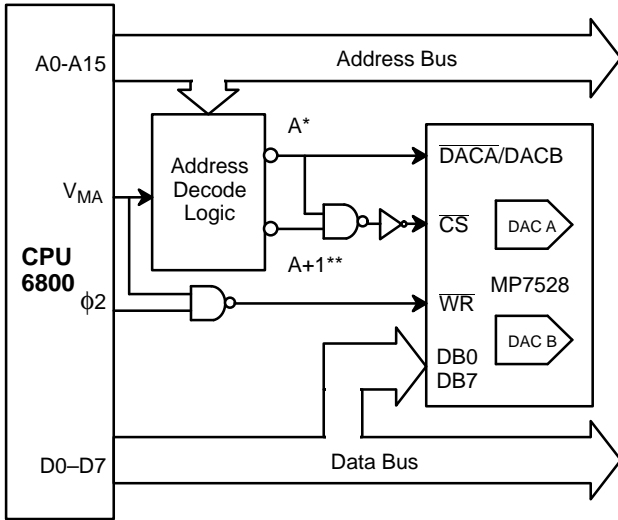 A0-A15
Address Bus
A*
Address
Decode
Logic
DACA/DACB
VMA
CS
DAC A
A+1**
CPU
6800
MP7528
ϕ2
WR
DAC B
DB0
DB7
D0–D7
Data Bus